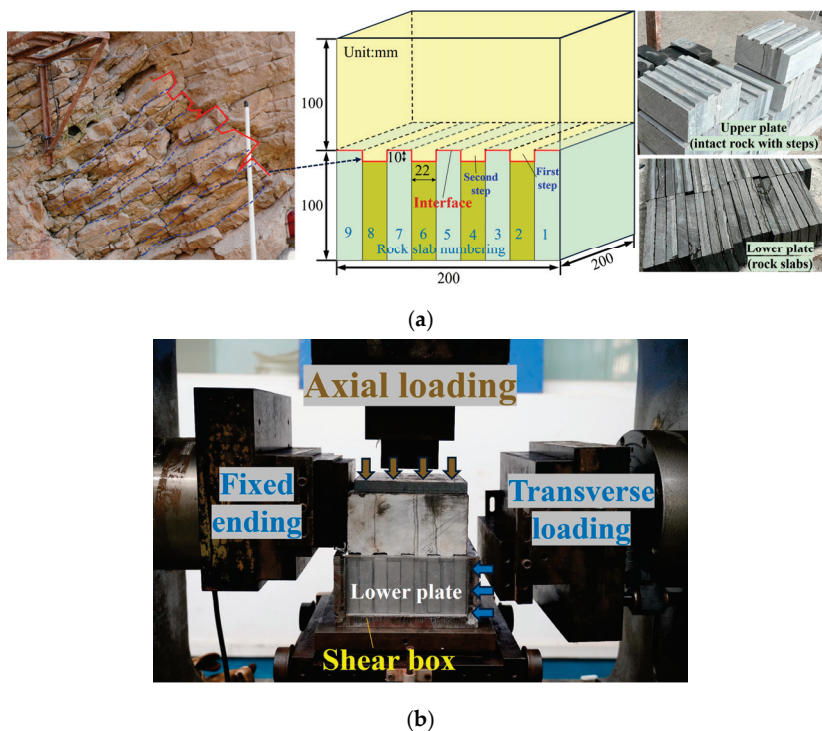 Unit:mm
100
100
10
22
Second
step
First
step
Interface
9 8 7 6 5 4 3 2 1
Rock slab numbering
200
200
Upper plate
(intact rock with steps)
Lower plate
(rock slabs)
(a)
Axial loading
Fixed
ending
Transverse
loading
Lower plate
Shear box
(b)